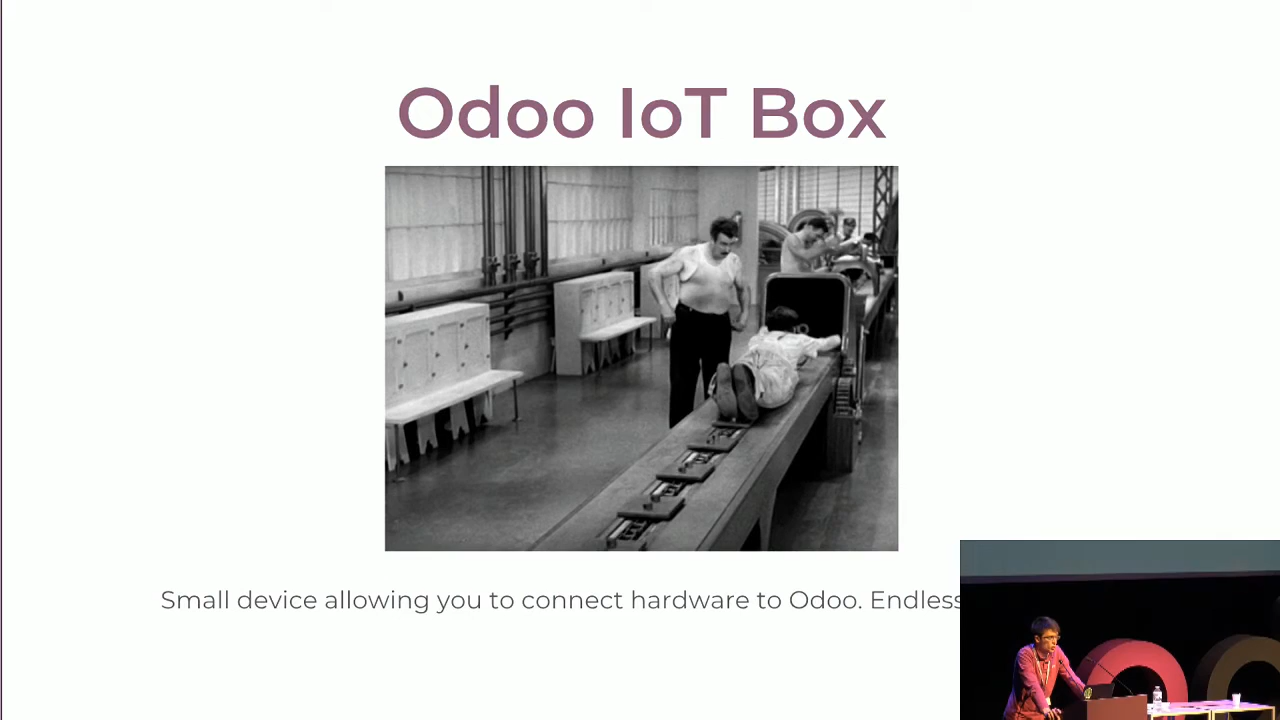 Odoo IoT Box
Small device allowing you to connect hardware to Odoo. Endless